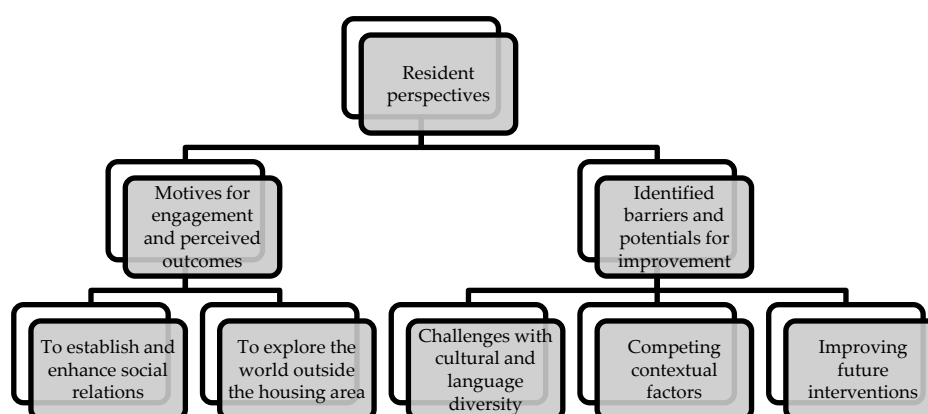 Resident
perspectives
Motives for
engagement
and perceived
outcomes
Identified
barriers and
potentials for
improvement
To establish and
enhance social
relations
To explore the
world outside
the housing area
Challenges with
cultural and
language
diversity
Competing
contextual
factors
Improving
future
interventions